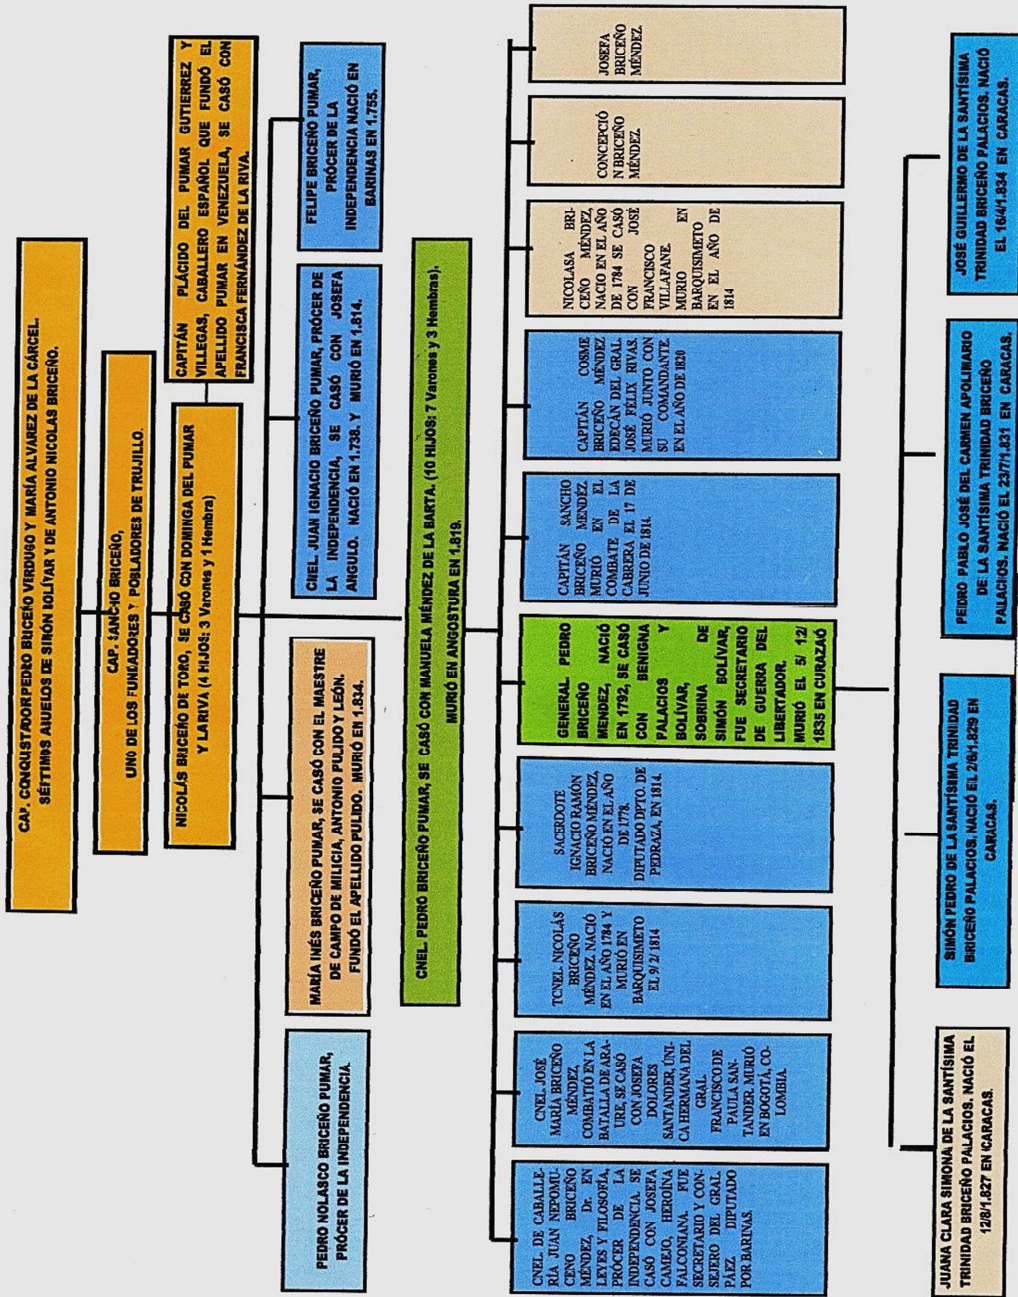 CAP. CONQUISTADOR PEDRO BRICEÑO VERDUGO Y MARÍA ALVAREZ DE LA CÁRCEL.
SÉTTIMOS ABUELOS DE SIMÓN BOLÍVAR Y DE ANTONIO NICOLAS BRICEÑO.
CAP. SANCHO BRICEÑO,
UNO DE LOS FUNDADORES Y POBLADORES DE TRUJILLO.
NICOLÁS BRICEÑO DE TORO, SE CASÓ CON DOMINGA DEL PUMAR
Y LA RIVA (4 HIJOS: 3 Varones y 1 Hembra)
CAPITÁN PLÁCIDO DEL PUMAR GUTIERREZ Y
VILLEGAS, CABALLERO ESPAÑOL QUE FUNDÓ EL
APELLIDO PUMAR EN VENEZUELA, SE CASÓ CON
FRANCISCA FERNÁNDEZ DE LA RIVA.
PEDRO NOLASCO BRICEÑO PUMAR,
PRÓCER DE LA INDEPENDENCIA.
MARÍA INÉS BRICEÑO PUMAR, SE CASÓ CON EL MAESTRE
DE CAMPO DE MILICIA, ANTONIO PULIDO Y LEÓN.
FUNDÓ EL APELLIDO PULIDO. MURIÓ EN 1.834.
CNEL. JUAN IGNACIO BRICEÑO PUMAR, PRÓCER DE
LA INDEPENDENCIA, SE CASÓ CON JOSEFA
ANGULO. NACIÓ EN 1.738. Y MURIÓ EN 1.814.
FELIPE BRICEÑO PUMAR,
PRÓCER DE LA
INDEPENDENCIA NACIÓ EN
BARINAS EN 1.755.
CNEL. PEDRO BRICEÑO PUMAR, SE CASÓ CON MANUELA MÉNDEZ DE LA BARTA. (10 HIJOS: 7 Varones y 3 Hembras).
MURIÓ EN ANGOSTURA EN 1.819.
CNEL. DE CABALLE-
RÍA JUAN NEPOMU-
CENO BRICEÑO
MÉNDEZ, Dr. EN
LEYES Y FILOSOFÍA,
PRÓCER DE LA
INDEPENDENCIA. SE
CASÓ CON JOSEFA
CAMEJO, HEROÍNA
FALCONIANA. FUE
SECRETARIO Y CON-
SEJERO DEL GRAL.
PÁEZ DIPUTADO
POR BARINAS.
CNEL. JOSÉ
MARÍA BRICEÑO
MÉNDEZ,
COMBATIÓ EN LA
BATALLA DE ARA-
URE, SE CASÓ
CON JOSEFA
DOLORES
SANTANDER, ÚNI-
CA HERMANA DEL
GRAL.
FRANCISCO DE
PAULA SAN-
TANDER. MURIÓ
EN BOGOTÁ, CO-
LOMBIA.
TCNEL. NICOLÁS
BRICEÑO
MÉNDEZ, NACIÓ
EN EL AÑO 1784 Y
MURIÓ EN
BARQUISIMETO
EL 9/ 2/ 1814
SACERDOTE
IGNACIO RAMÓN
BRICEÑO MÉNDEZ,
NACIÓ EN EL AÑO
DE 1778.
DIPUTADO DPTO. DE
PEDRAZA, EN 1814.
GENERAL PEDRO
BRICEÑO
MENDEZ, NACIÓ
EN 1792, SE CASÓ
CON BENIGNA
PALACIOS Y
BOLÍVAR,
SOBRINA DE
SIMÓN BOLÍVAR,
FUE SECRETARIO
DE GUERRA DEL
LIBERTADOR.
MURIÓ EL 5/ 12/
1835 EN CURAZAÓ
CAPITÁN SANCHO
BRICEÑO MENDÉZ
MURIÓ EN EL
COMBATE DE LA
CABRERA EL 17 DE
JUNIO DE 1814.
CAPITÁN COSME
BRICEÑO MÉNDEZ
EDECÁN DEL GRAL
JOSÉ FÉLIX RIVAS.
MURIÓ JUNTO CON
SU COMANDANTE.
EN EL AÑO DE 1820
NICOLASA BRI-
CEÑO MÉNDEZ,
NACIO EN EL AÑO
DE 1784 SE CASÓ
CON JOSÉ
FRANCISCO
VILLAFANE.
MURIO EN
BARQUISIMETO
EN EL AÑO DE
1814
CONCEPCIÓ
N BRICEÑO
MÉNDEZ.
JOSEFA
BRICEÑO
MÉNDEZ.
JUANA CLARA SIMONA DE LA SANTÍSIMA
TRINIDAD BRICEÑO PALACIOS. NACIÓ EL
12/8/1.827 EN CARACAS.
SIMÓN PEDRO DE LA SANTÍSIMA TRINIDAD
BRICEÑO PALACIOS. NACIÓ EL 2/6/1.829 EN
CARACAS.
PEIDRO PABLO JOSÉ DEL CARMEN APOLIMARIO
DE LA SANTÍSIMA TRINIDAD BRICEÑO
PALACIOS. NACIÓ EL 23/7/1.831 EN CARACAS.
JOSÉ GUILLERMO DE LA SANTÍSIMA
TRINIDAD BRICEÑO PALACIOS. NACIÓ
EL 16/4/1.834 EN CARACAS.